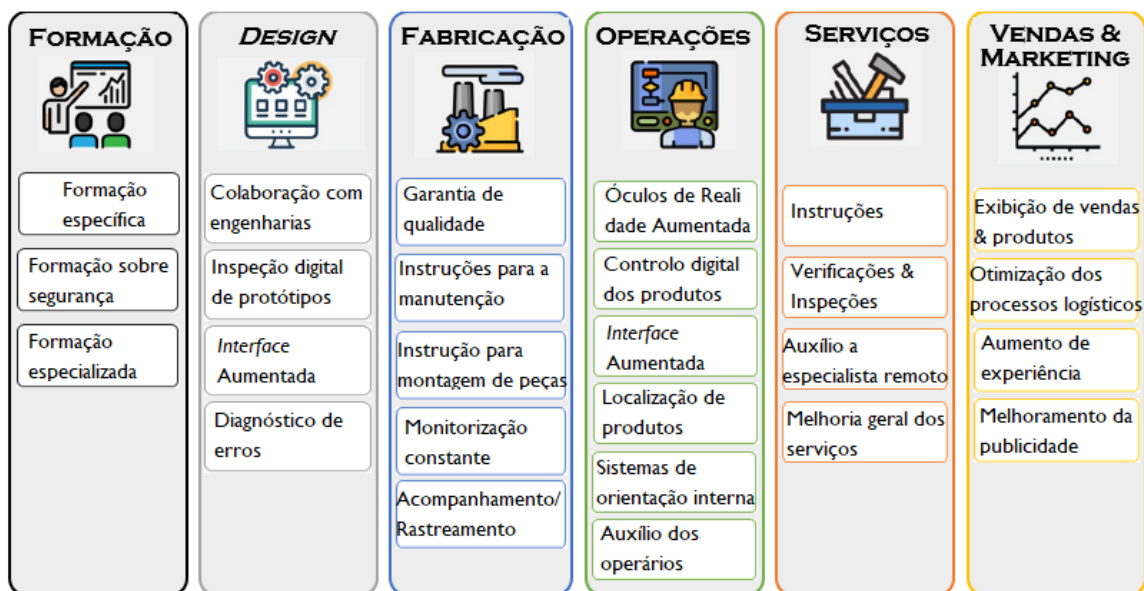 FORMAÇÃO
Formação
específica
Formação sobre
segurança
Formação
especializada
DESIGN
Colaboração com
engenharias
Inspeção digital
de protótipos
Interface
Aumentada
Diagnóstico de
erros
FABRICAÇÃO
Garantia de
qualidade
Instruções para a
manutenção
Instrução para
montagem de peças
Monitorização
constante
Acompanhamento/
Rastreamento
OPERAÇÕES
Óculos de Reali
dade Aumentada
Controlo digital
dos produtos
Interface
Aumentada
Localização de
produtos
Sistemas de
orientação interna
Auxílio dos
operários
SERVIÇOS
Instruções
Verificações &
Inspeções
Auxílio a
especialista remoto
Melhoria geral dos
serviços
VENDAS &
MARKETING
Exibição de vendas
& produtos
Otimização dos
processos logísticos
Aumento de
experiência
Melhoramento da
publicidade